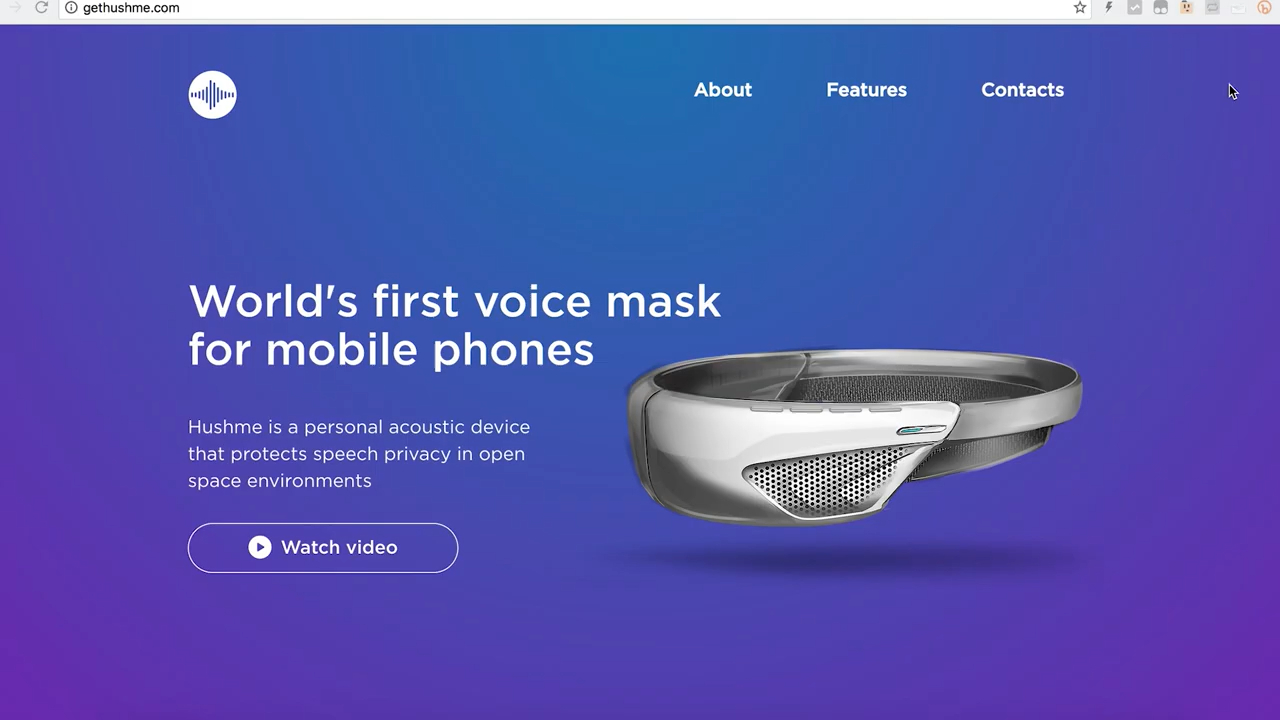 gethushme.com
About Features Contacts
World's first voice mask
for mobile phones
Hushme is a personal acoustic device
that protects speech privacy in open
space environments
Watch video